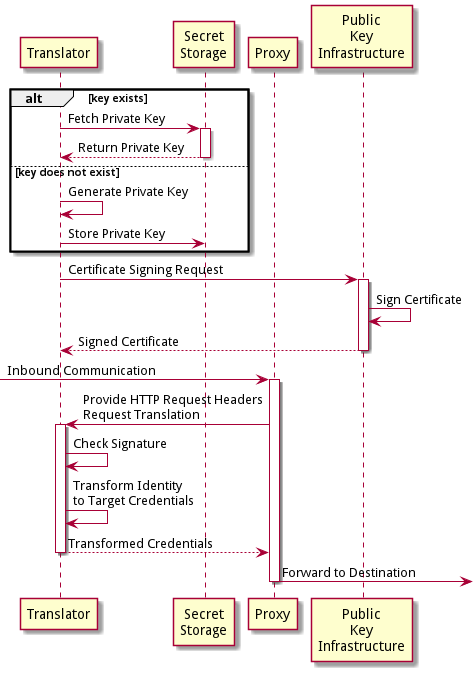 Translator
Secret
Storage
Proxy
Public
Key
Infrastructure
alt
[key exists]
Fetch Private Key
Return Private Key
[key does not exist]
Generate Private Key
Store Private Key
Certificate Signing Request
Sign Certificate
Signed Certificate
Inbound Communication
Provide HTTP Request Headers
Request Translation
Check Signature
Transform Identity
to Target Credentials
Transformed Credentials
Forward to Destination
Translator
Secret
Storage
Proxy
Public
Key
Infrastructure